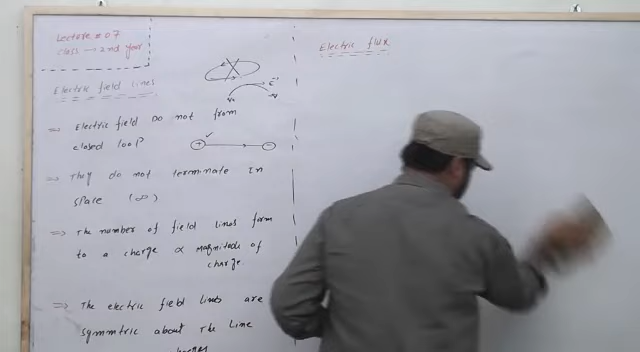 Lecture # 07
class → 2nd year
Electric field lines
⇒ Electric field Do not from
closed loop
+ -
⇒ They do not terminate in
space (∞)
⇒ The number of field lines form
to a charge ∝ magnitude of
charge.
⇒ The electric field lines are
symmtric about The line
Electric flux